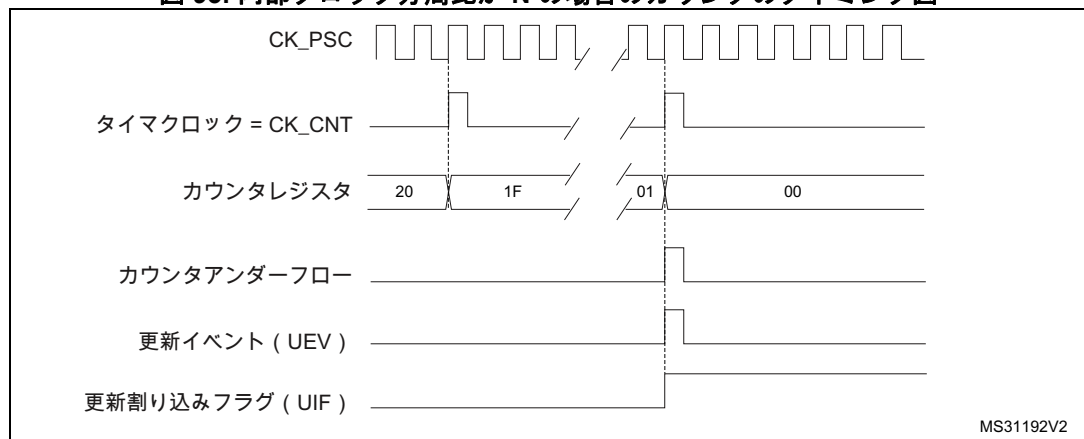 CK_PSC
タイマクロック = CK_CNT
カウンタレジスタ 20 1F 01 00
カウンタアンダーフロー
更新イベント ( UEV )
更新割り込みフラグ ( UIF )
MS31192V2